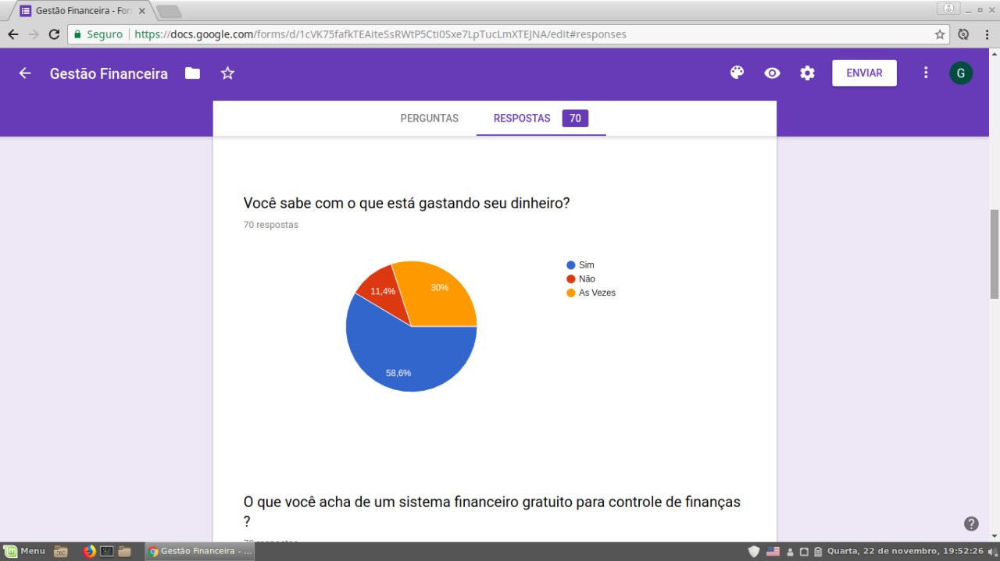 Gestão Financeira - For
Seguro https://docs.google.com/forms/d/1cVK75fafkTEAiteSsRWtP5Cti0Sxe7LpTucLmXTEJNA/edit#responses
Gestão Financeira ENVIAR G
PERGUNTAS RESPOSTAS 70
Você sabe com o que está gastando seu dinheiro?
70 respostas
Sim
Não
As Vezes
30%
11,4%
58,6%
O que você acha de um sistema financeiro gratuito para controle de finanças
?
70 respostas
Menu Gestão Financeira - ... Quarta, 22 de novembro, 19:52:26